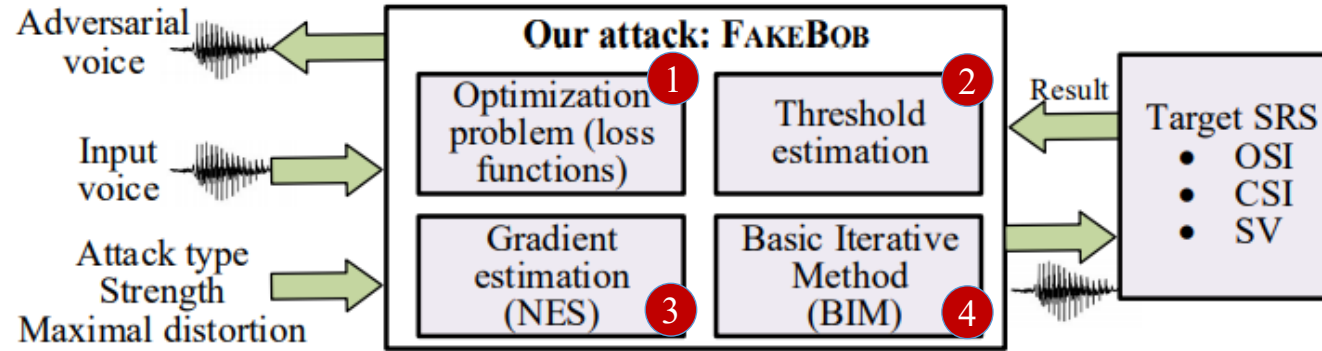 Adversarial
voice
Input
voice
Attack type
Strength
Maximal distortion
Our attack: FAKEBOB
1
Optimization
problem (loss
functions)
2
Threshold
estimation
Gradient
estimation
(NES)
3
Basic Iterative
Method
(BIM)
4
Result
Target SRS
• OSI
• CSI
• SV